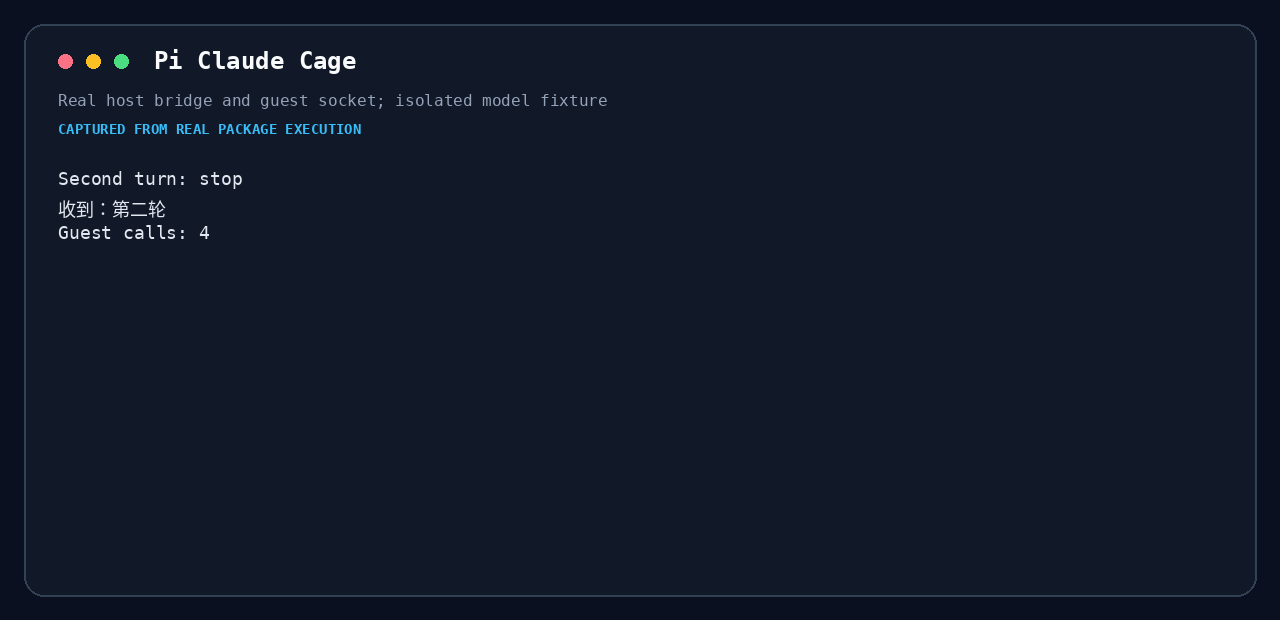 Pi Claude Cage
Real host bridge and guest socket; isolated model fixture
CAPTURED FROM REAL PACKAGE EXECUTION
Second turn: stop
收到：第二轮
Guest calls: 4